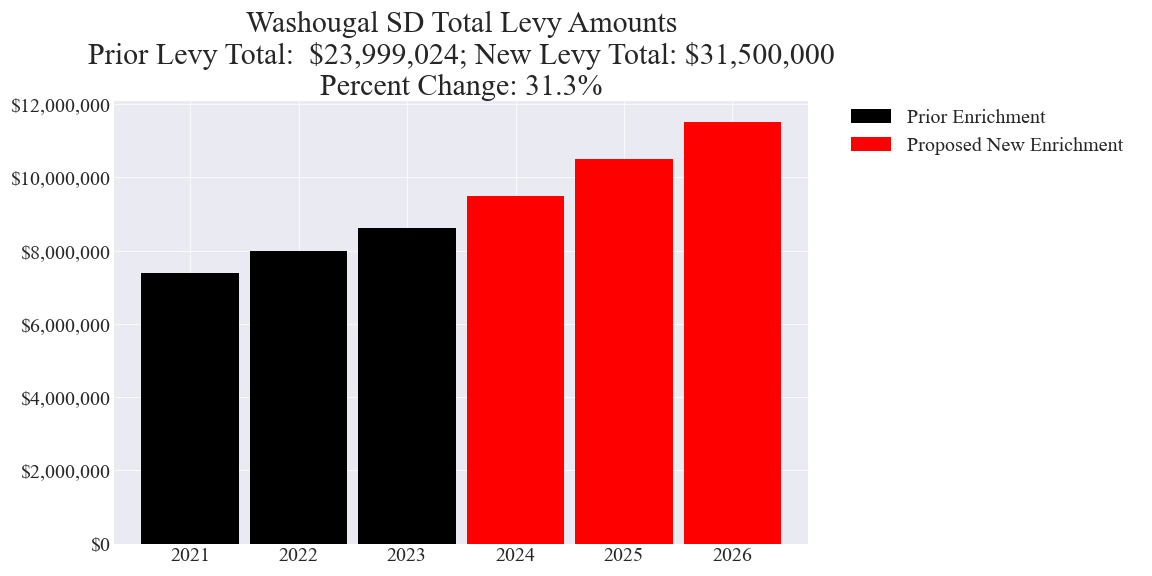 Washougal SD Total Levy Amounts
Prior Levy Total:  $23,999,024; New Levy Total: $31,500,000
Percent Change: 31.3%
$12,000,000
$10,000,000
$8,000,000
$6,000,000
$4,000,000
$2,000,000
$0
2021 2022 2023 2024 2025 2026
Prior Enrichment
Proposed New Enrichment